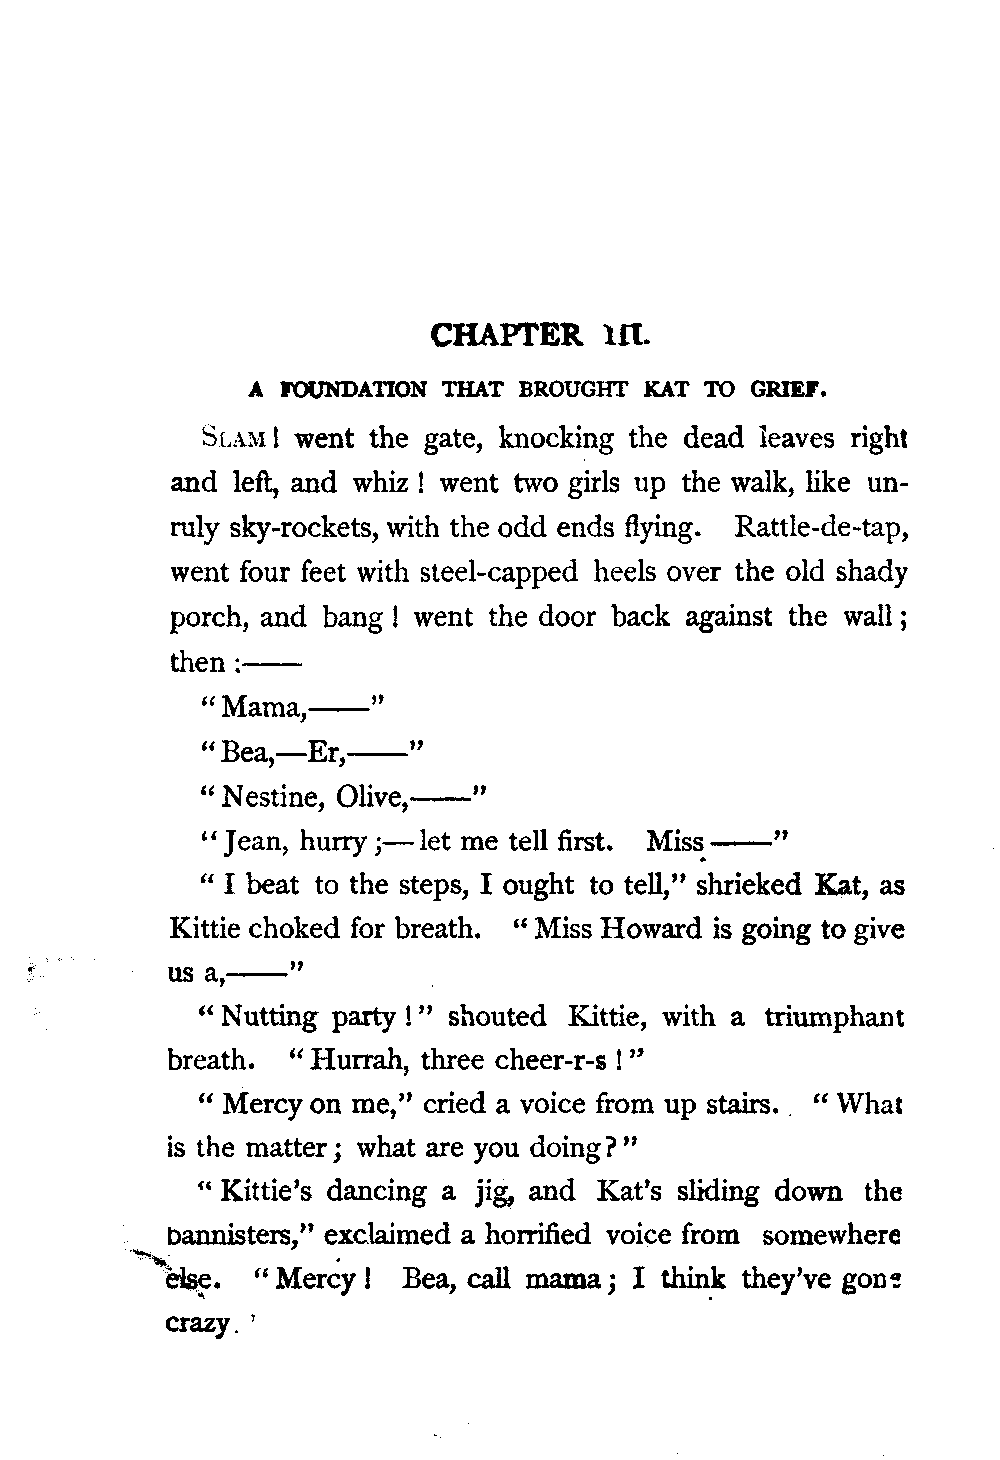 CHAPTER III.
A FOUNDATION THAT BROUGHT KAT TO GRIEF.
SLAM! went the gate, knocking the dead leaves right
and left, and whiz! went two girls up the walk, like un-
ruly sky-rockets, with the odd ends flying. Rattle-de-tap,
went four feet with steel-capped heels over the old shady
porch, and bang! went the door back against the wall;
then:——
"Mama,——"
"Bea,—Er,——"
"Nestine, Olive,——"
"Jean, hurry;—let me tell first. Miss——"
"I beat to the steps, I ought to tell," shrieked Kat, as
Kittie choked for breath. "Miss Howard is going to give
us a,——"
"Nutting party!" shouted Kittie, with a triumphant
breath. "Hurrah, three cheer-r-s!"
"Mercy on me," cried a voice from up stairs. "What
is the matter; what are you doing?"
"Kittie's dancing a jig, and Kat's sliding down the
bannisters," exclaimed a horrified voice from somewhere
else. "Mercy! Bea, call mama; I think they've gone
crazy.'